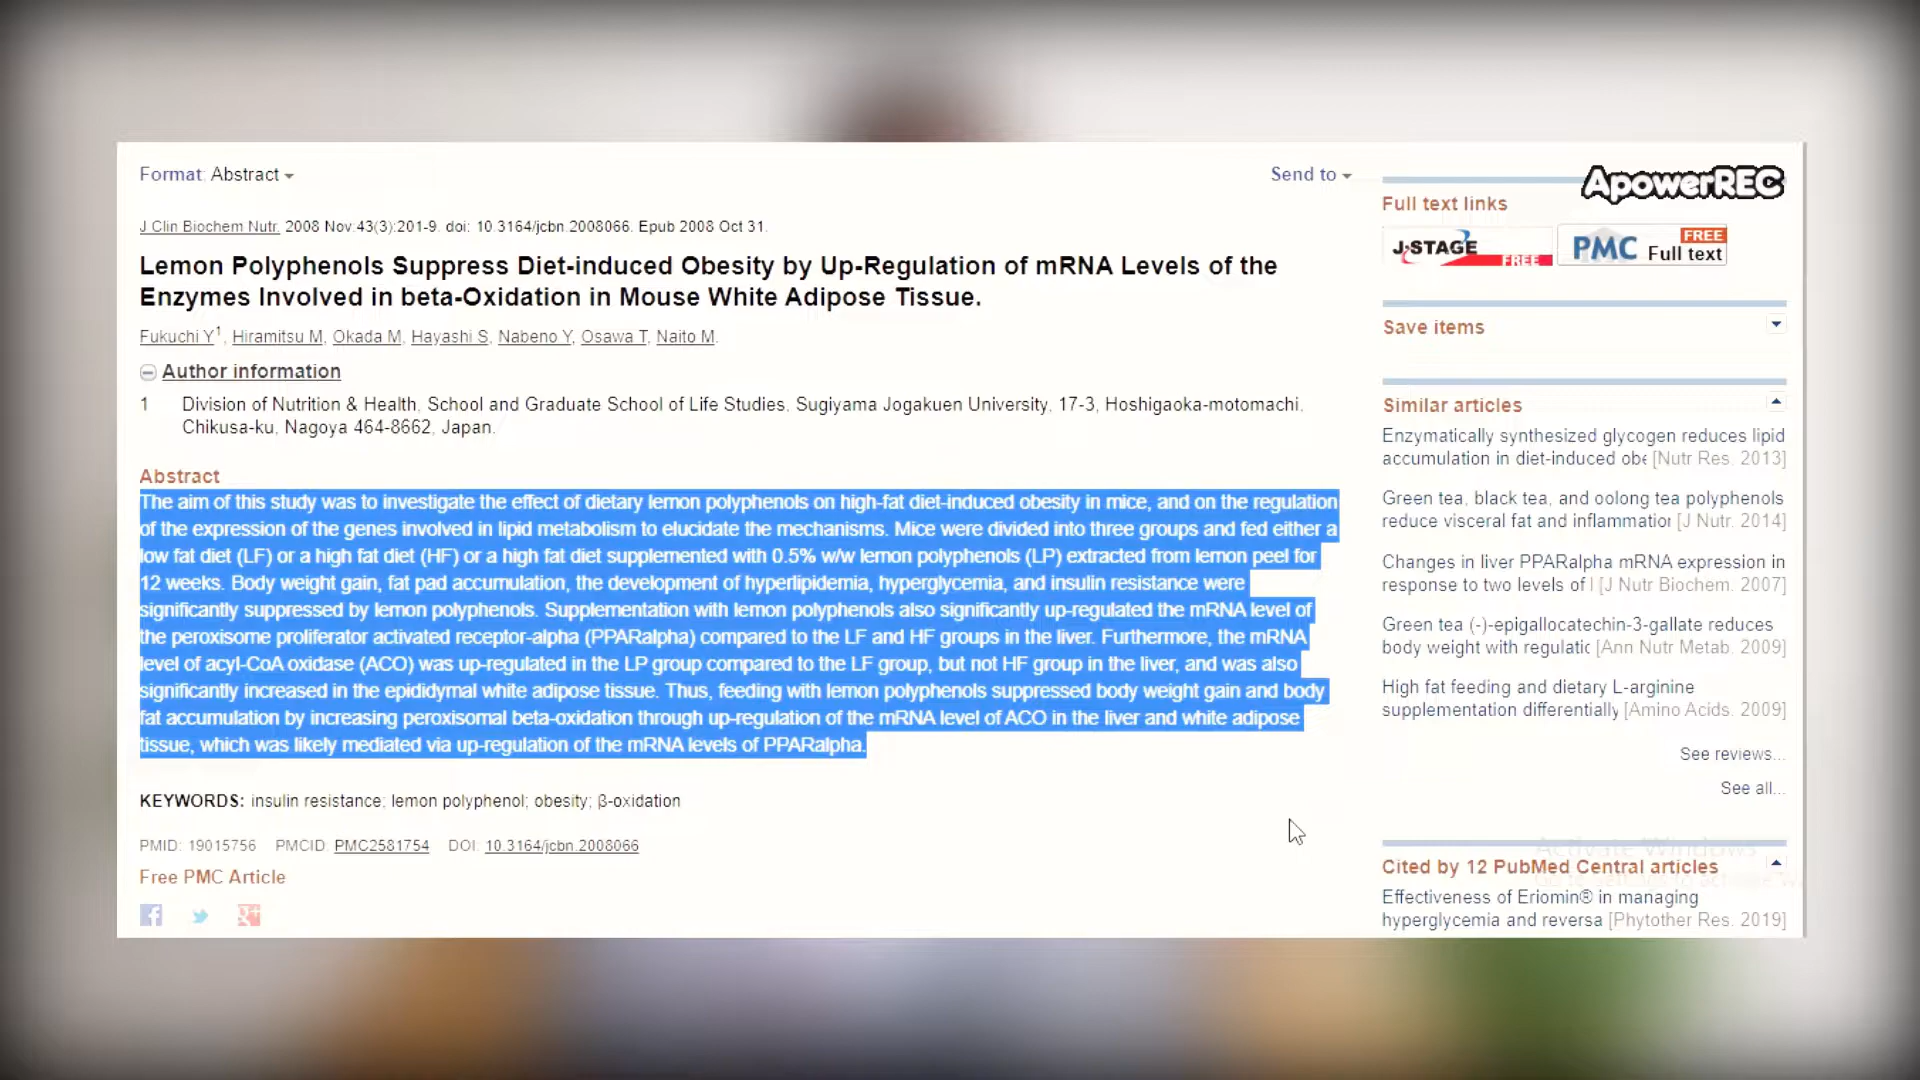 Format: Abstract
Send to
ApowerREC
J Clin Biochem Nutr. 2008 Nov;43(3):201-9. doi: 10.3164/jcbn.2008066. Epub 2008 Oct 31.
Lemon Polyphenols Suppress Diet-induced Obesity by Up-Regulation of mRNA Levels of the
Enzymes Involved in beta-Oxidation in Mouse White Adipose Tissue.
Fukuchi Y1, Hiramitsu M, Okada M, Hayashi S, Nabeno Y, Osawa T, Naito M.
Author information
1 Division of Nutrition & Health, School and Graduate School of Life Studies, Sugiyama Jogakuen University, 17-3, Hoshigaoka-motomachi,
Chikusa-ku, Nagoya 464-8662, Japan.
Abstract
The aim of this study was to investigate the effect of dietary lemon polyphenols on high-fat diet-induced obesity in mice, and on the regulation
of the expression of the genes involved in lipid metabolism to elucidate the mechanisms. Mice were divided into three groups and fed either a
low fat diet (LF) or a high fat diet (HF) or a high fat diet supplemented with 0.5% w/w lemon polyphenols (LP) extracted from lemon peel for
12 weeks. Body weight gain, fat pad accumulation, the development of hyperlipidemia, hyperglycemia, and insulin resistance were
significantly suppressed by lemon polyphenols. Supplementation with lemon polyphenols also significantly up-regulated the mRNA level of
the peroxisome proliferator activated receptor-alpha (PPARalpha) compared to the LF and HF groups in the liver. Furthermore, the mRNA
level of acyl-CoA oxidase (ACO) was up-regulated in the LP group compared to the LF group, but not HF group in the liver, and was also
significantly increased in the epididymal white adipose tissue. Thus, feeding with lemon polyphenols suppressed body weight gain and body
fat accumulation by increasing peroxisomal beta-oxidation through up-regulation of the mRNA level of ACO in the liver and white adipose
tissue, which was likely mediated via up-regulation of the mRNA levels of PPARalpha.
KEYWORDS: insulin resistance; lemon polyphenol; obesity; β-oxidation
PMID: 19015756 PMCID: PMC2581754 DOI: 10.3164/jcbn.2008066
Free PMC Article
Full text links
J-STAGE FREE
PMC FREE Full text
Save items
Similar articles
Enzymatically synthesized glycogen reduces lipid
accumulation in diet-induced obe [Nutr Res. 2013]
Green tea, black tea, and oolong tea polyphenols
reduce visceral fat and inflammation [J Nutr. 2014]
Changes in liver PPARalpha mRNA expression in
response to two levels of [J Nutr Biochem. 2007]
Green tea (-)-epigallocatechin-3-gallate reduces
body weight with regulatic [Ann Nutr Metab. 2009]
High fat feeding and dietary L-arginine
supplementation differentially [Amino Acids. 2009]
See reviews...
See all...
Activate Windows
Cited by 12 PubMed Central articles
Effectiveness of Eriomin® in managing
hyperglycemia and reversa [Phytother Res. 2019]